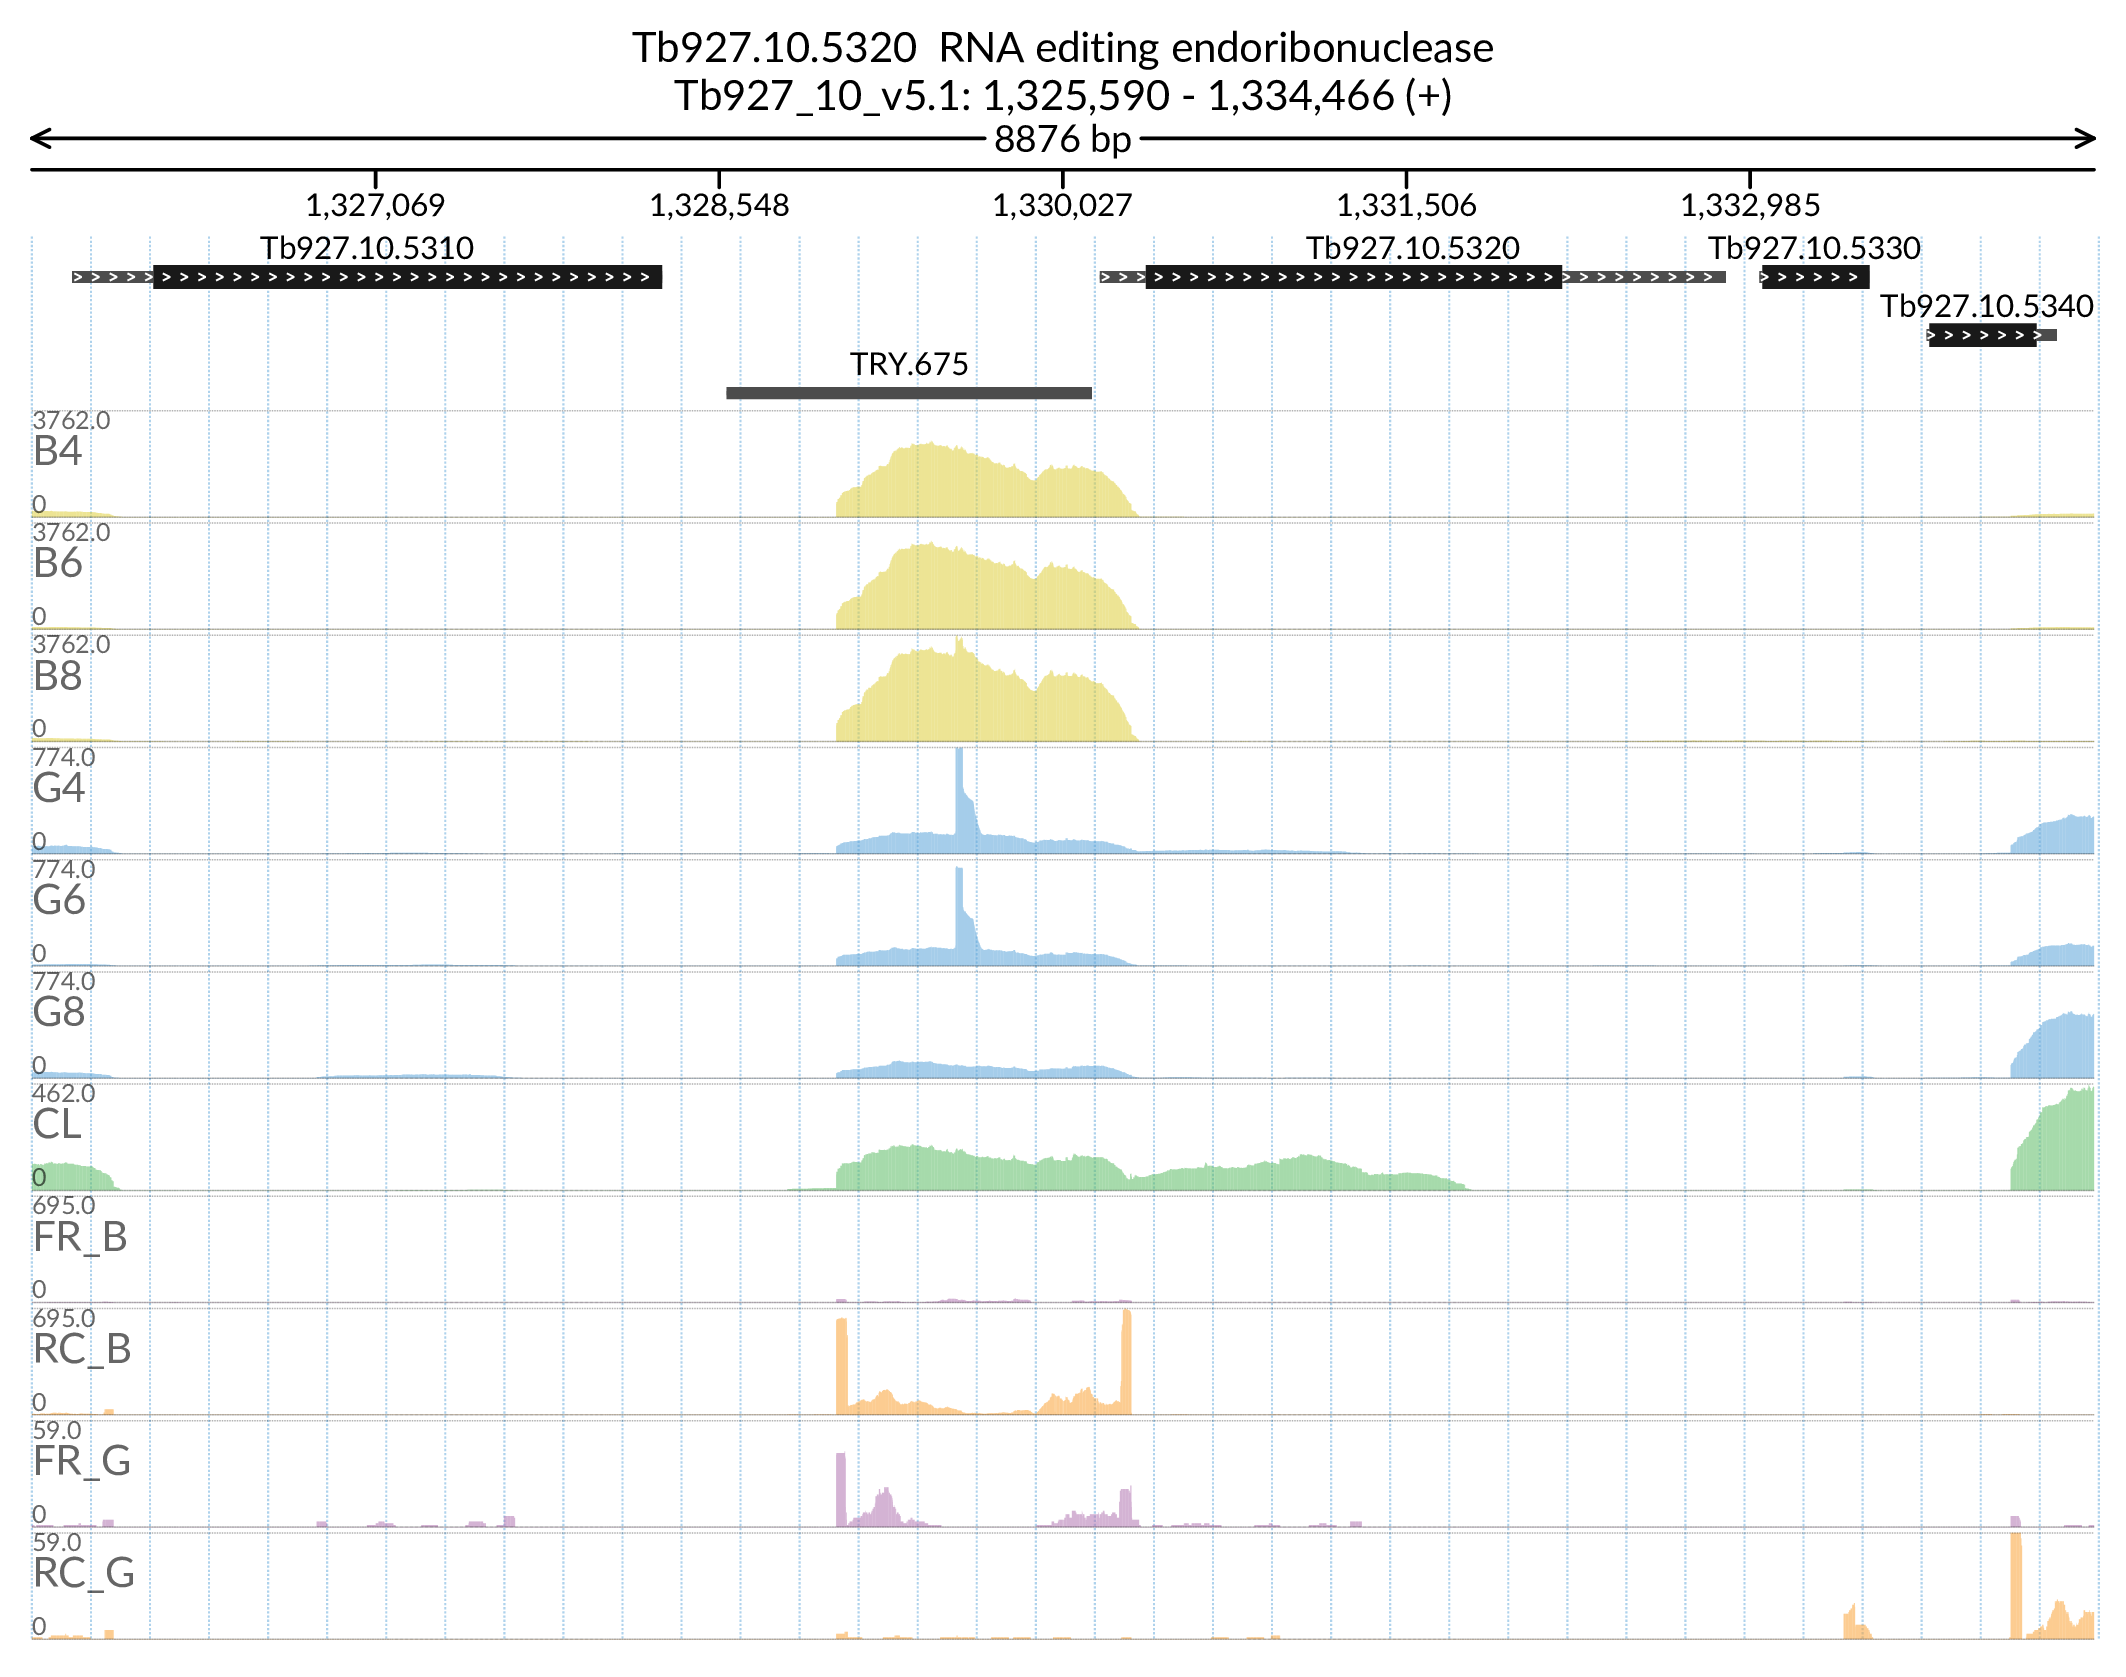 Tb927.10.5320  RNA editing endoribonuclease
Tb927_10_v5.1: 1,325,590 - 1,334,466 (+)
8876 bp
1,327,069 1,328,548 1,330,027 1,331,506 1,332,985
Tb927.10.5310 Tb927.10.5320 Tb927.10.5330
Tb927.10.5340
TRY.675
3762.0
B4
0
3762.0
B6
0
3762.0
B8
0
774.0
G4
0
774.0
G6
0
774.0
G8
0
462.0
CL
0
695.0
FR_B
0
695.0
RC_B
0
59.0
FR_G
0
59.0
RC_G
0